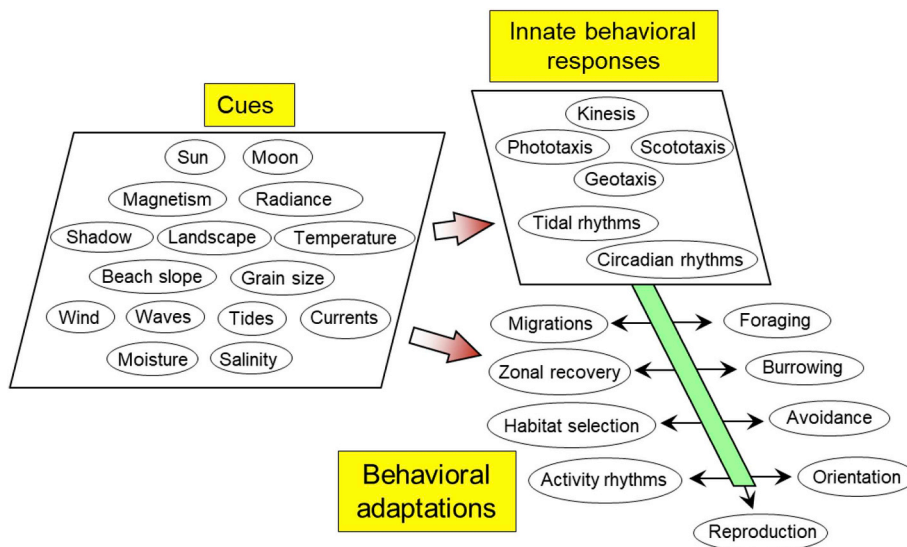 Innate behavioral
responses
Cues
Kinesis
Phototaxis
Scototaxis
Geotaxis
Tidal rhythms
Circadian rhythms
Sun
Moon
Magnetism
Radiance
Shadow
Landscape
Temperature
Beach slope
Grain size
Wind
Waves
Tides
Currents
Moisture
Salinity
Migrations
Foraging
Zonal recovery
Burrowing
Habitat selection
Avoidance
Activity rhythms
Orientation
Reproduction
Behavioral
adaptations